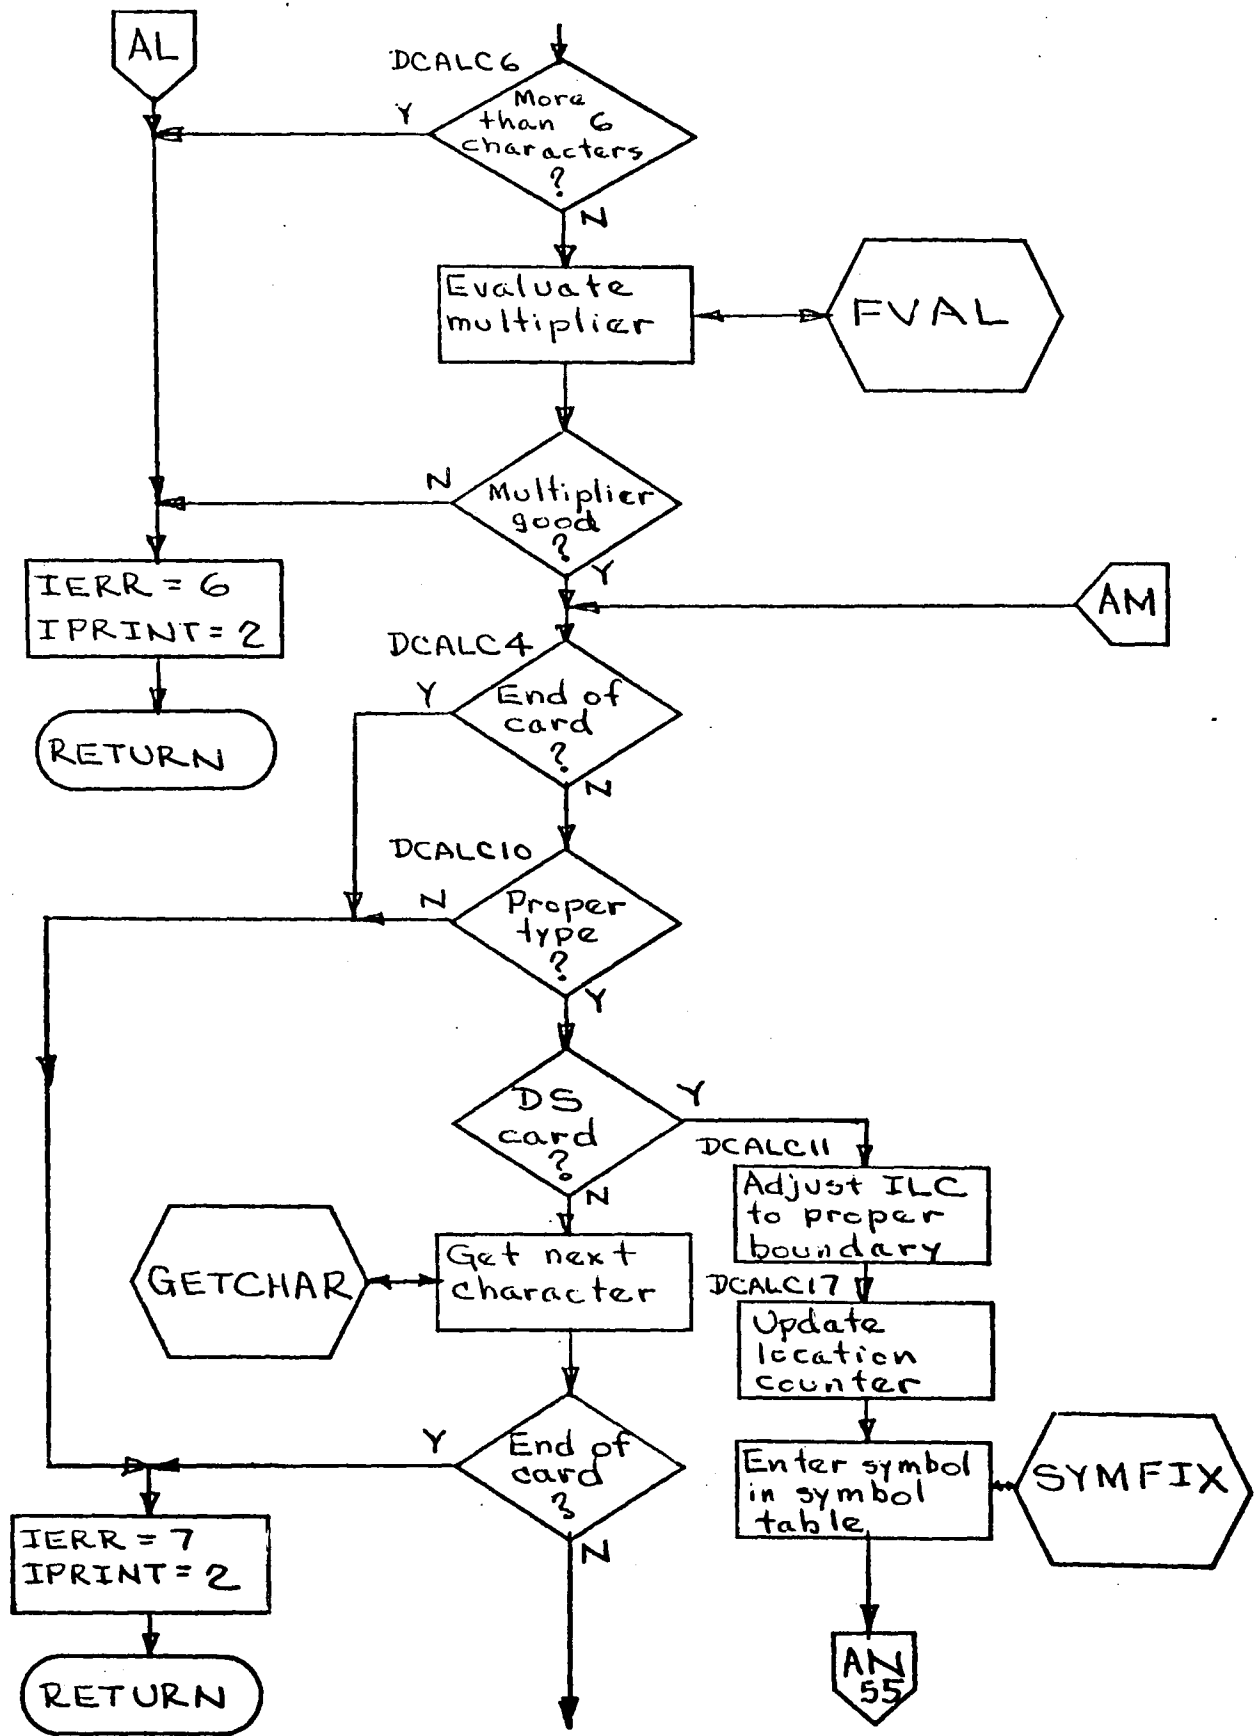 AL
DCALC6
More
than 6
characters
?
Y
N
Evaluate
multiplier
FVAL
N
Multiplier
good
?
Y
IERR = 6
IPRINT = 2
AM
RETURN
DCALC4
Y
End of
card
?
N
DCALC10
N
Proper
type
?
Y
DS
card
?
Y
N
DCALC11
Adjust ILC
to proper
boundary
GETCHAR
Get next
character
DCALC17
Update
location
counter
Y
End of
card
?
N
Enter symbol
in symbol
table
SYMFIX
IERR = 7
IPRINT = 2
RETURN
AN
55